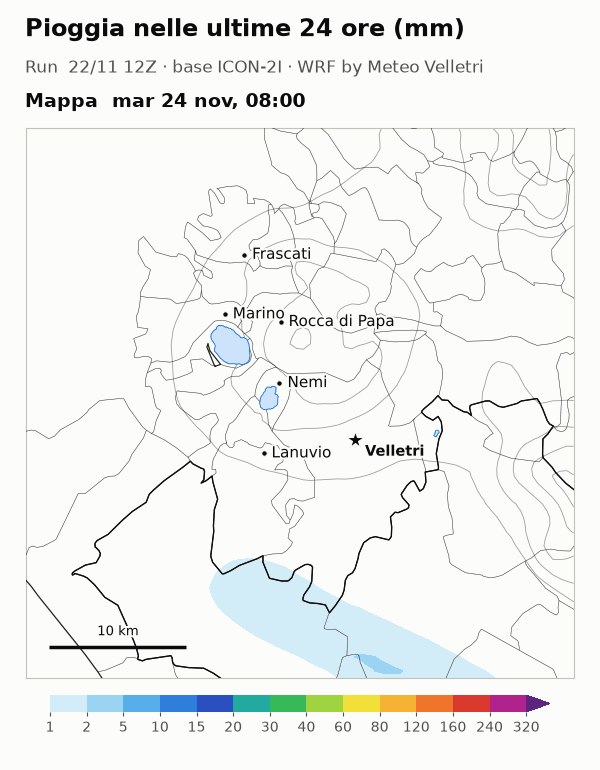 Pioggia nelle ultime 24 ore (mm)
Run  22/11 12Z · base ICON-2I · WRF by Meteo Velletri
Mappa  mar 24 nov, 08:00
Frascati
Marino
Rocca di Papa
Nemi
Velletri
Lanuvio
10 km
1 2 5 10 15 20 30 40 60 80 120 160 240 320